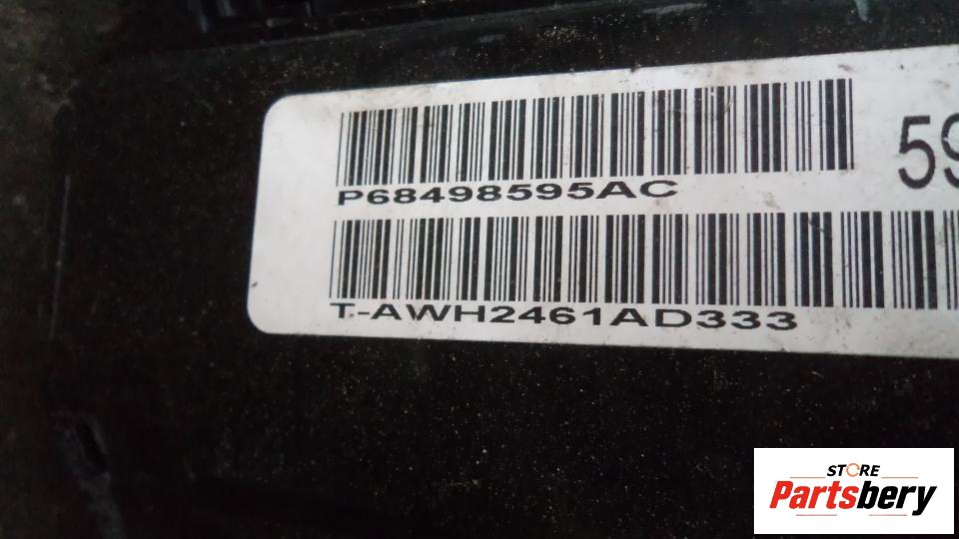 P68498595AC
59
T-AWH2461AD333
STORE
Partsbery